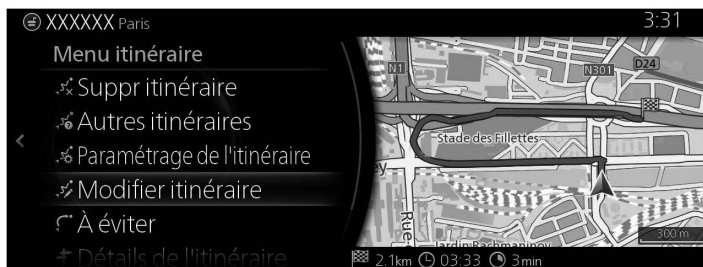 XXXXXX Paris
3:31
Menu itinéraire
Suppr itinéraire
Autres itinéraires
Paramétrage de l'itinéraire
Modifier itinéraire
À éviter
Détails de l'itinéraire
N1
N301
D24
Stade des Fillettes
ey
Rue
Jardin Rachmaninov
300 m
2.1km 03:33 3min